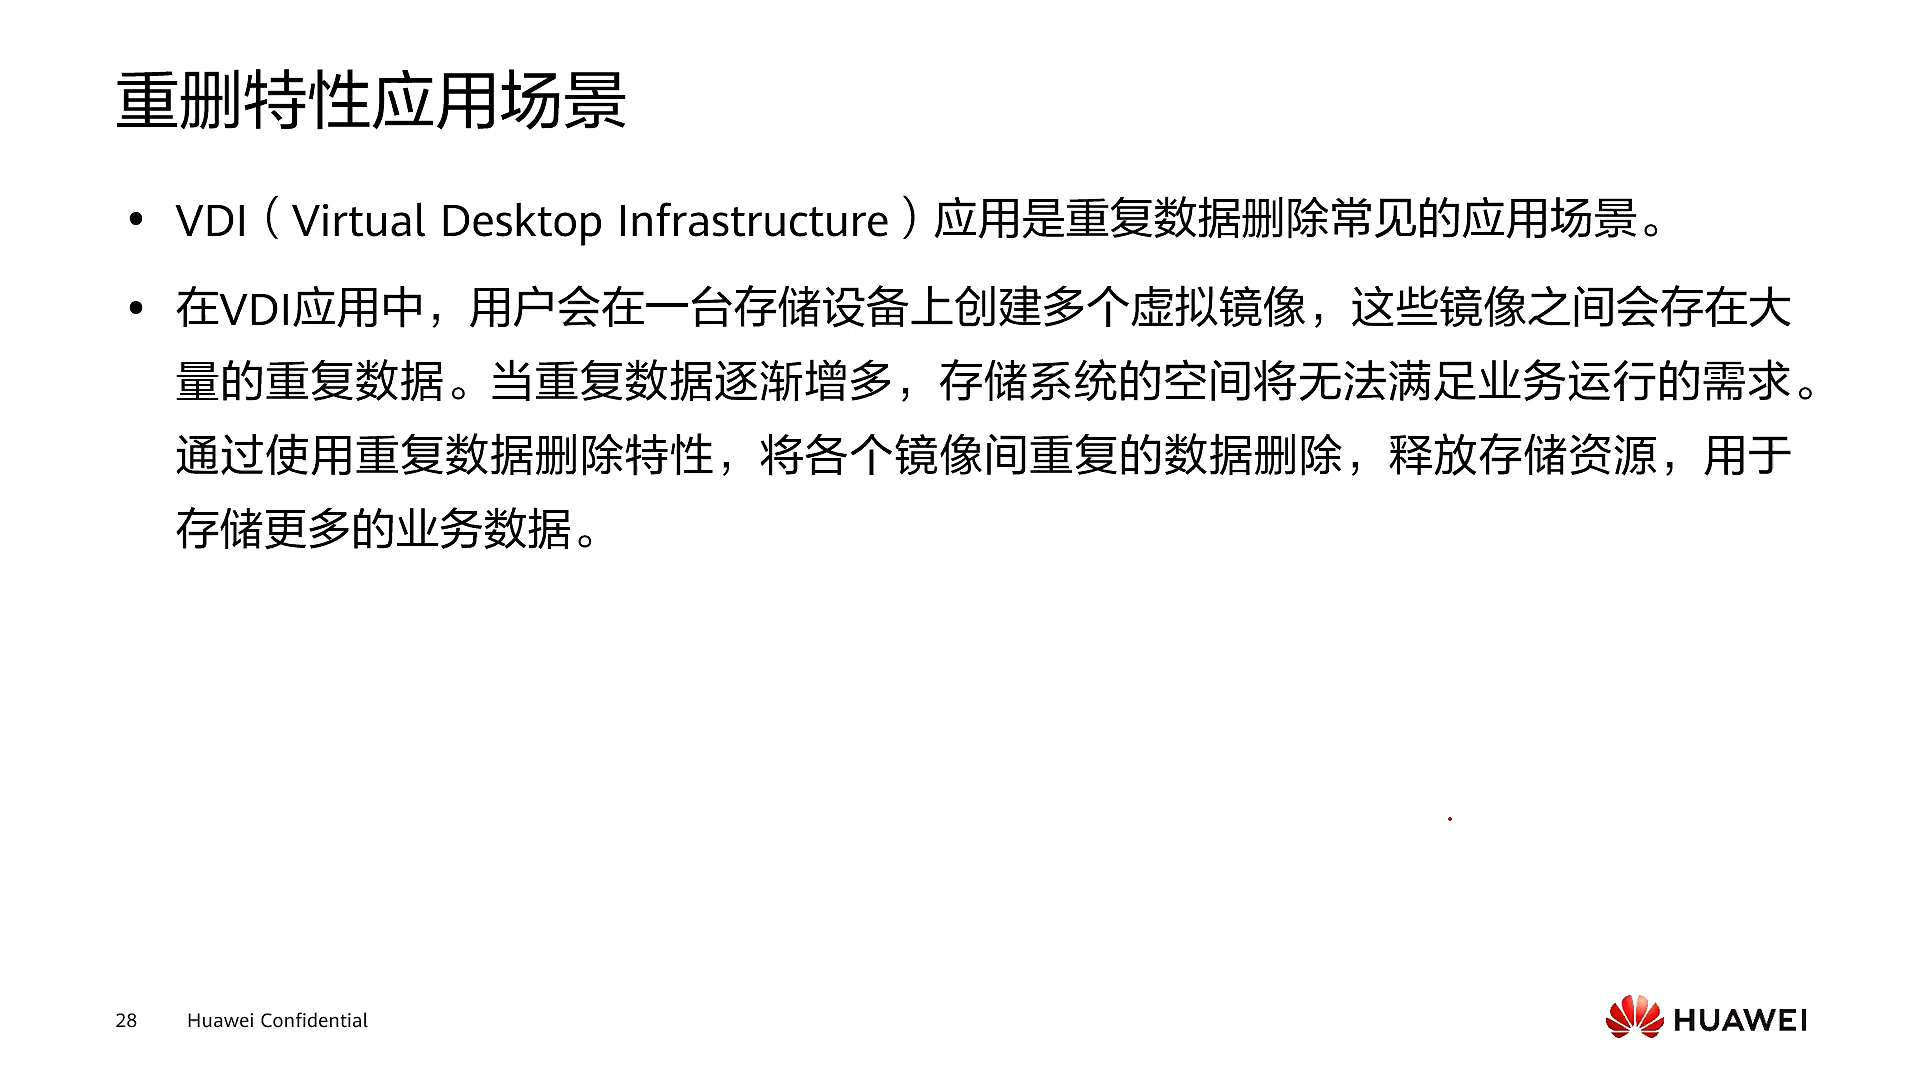 重删特性应用场景
• VDI（Virtual Desktop Infrastructure）应用是重复数据删除常见的应用场景。
• 在VDI应用中，用户会在一台存储设备上创建多个虚拟镜像，这些镜像之间会存在大
量的重复数据。当重复数据逐渐增多，存储系统的空间将无法满足业务运行的需求。
通过使用重复数据删除特性，将各个镜像间重复的数据删除，释放存储资源，用于
存储更多的业务数据。
28 Huawei Confidential
HUAWEI